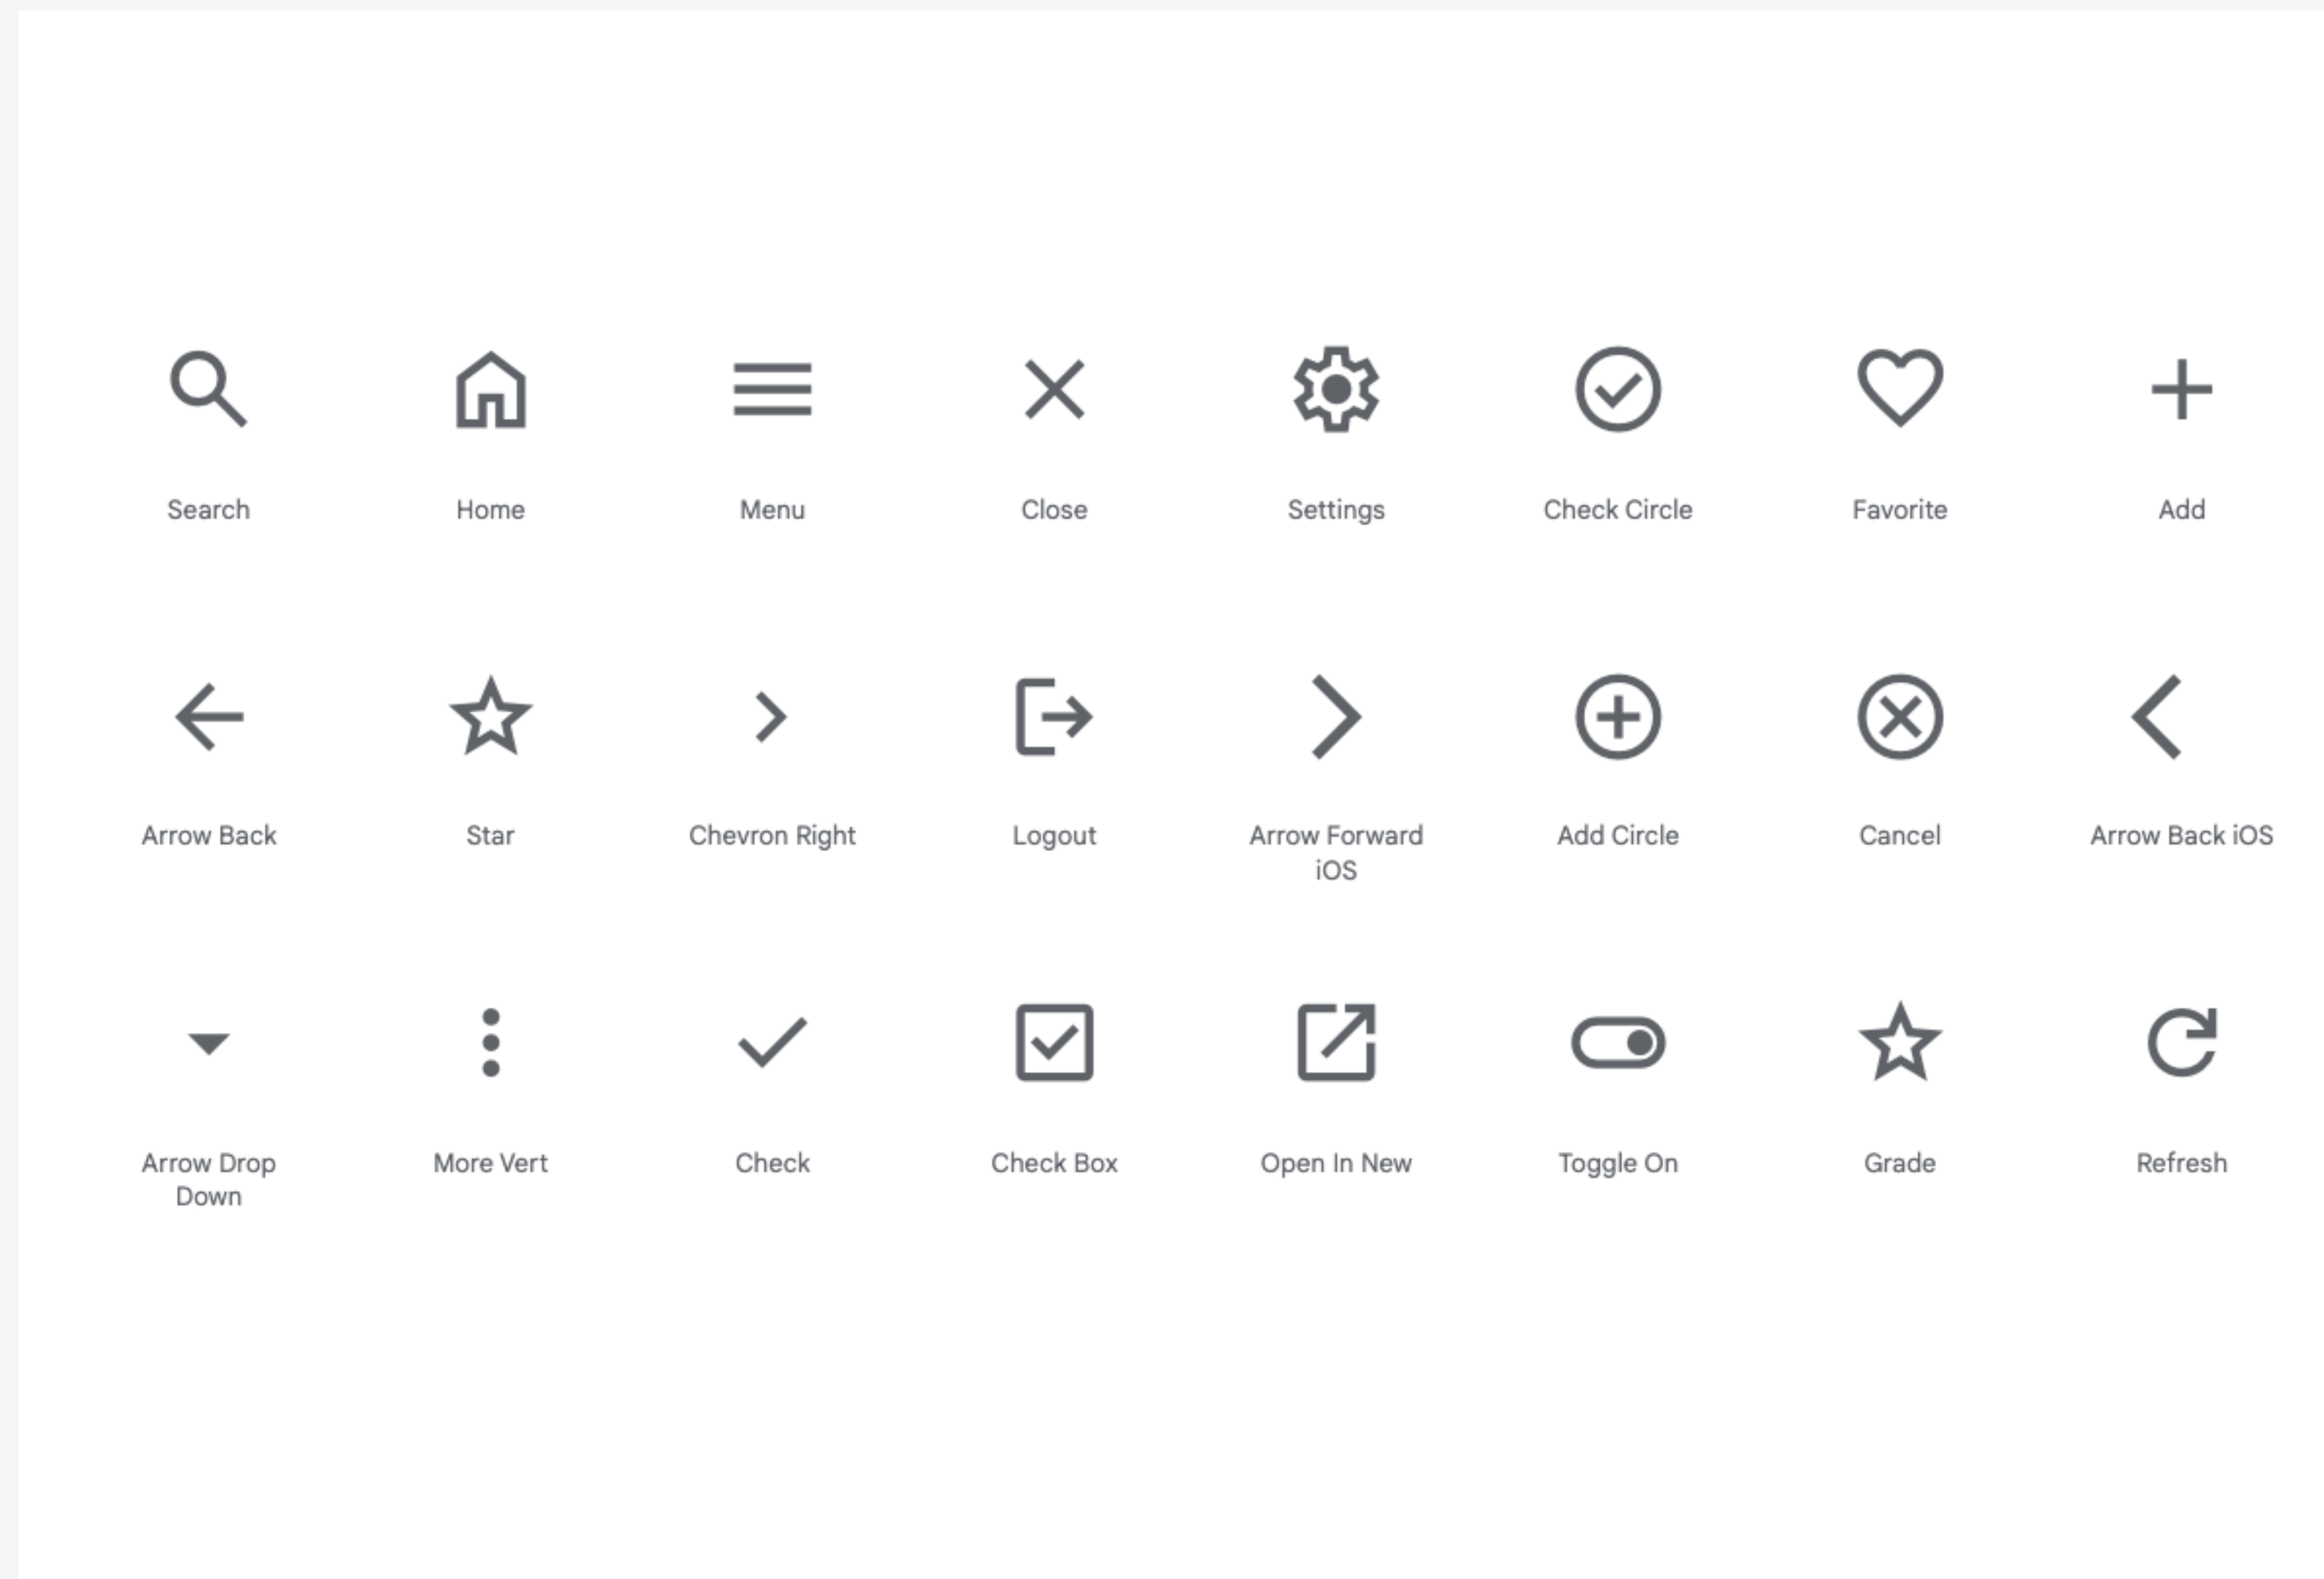 Search
Home
Menu
Close
Settings
Check Circle
Favorite
Add
Arrow Back
Star
Chevron Right
Logout
Arrow Forward
iOS
Add Circle
Cancel
Arrow Back iOS
Arrow Drop
Down
More Vert
Check
Check Box
Open In New
Toggle On
Grade
Refresh